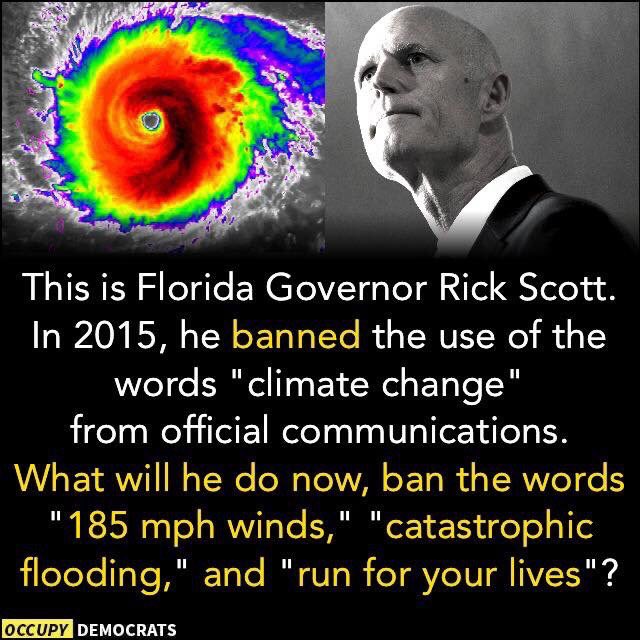 This is Florida Governor Rick Scott.
In 2015, he banned the use of the
words "climate change"
from official communications.
What will he do now, ban the words
"185 mph winds," "catastrophic
flooding," and "run for your lives"?
OCCUPY DEMOCRATS